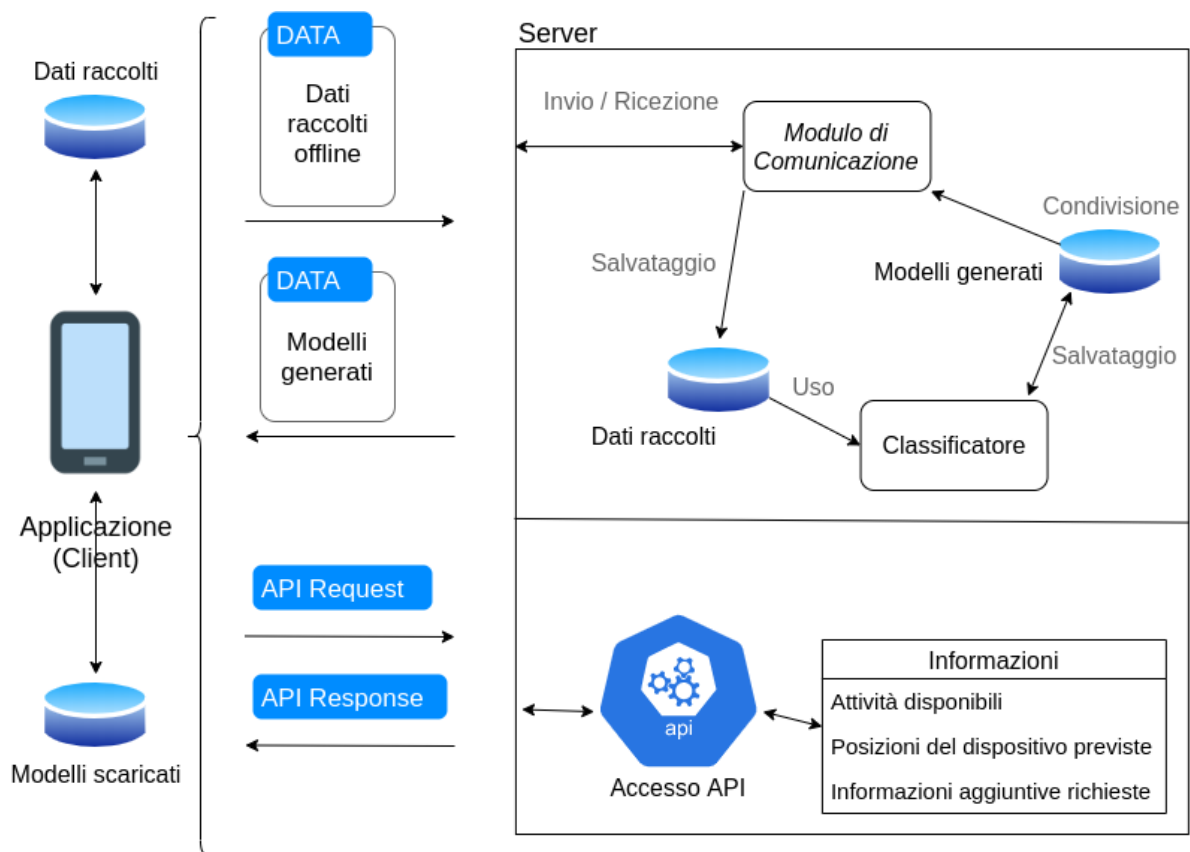 Dati raccolti
Applicazione
(Client)
Modelli scaricati
DATA
Dati
raccolti
offline
DATA
Modelli
generati
API Request
API Response
Server
Invio / Ricezione
Modulo di
Comunicazione
Condivisione
Salvataggio
Modelli generati
Salvataggio
Uso
Dati raccolti
Classificatore
api
Accesso API
Informazioni
Attività disponibili
Posizioni del dispositivo previste
Informazioni aggiuntive richieste